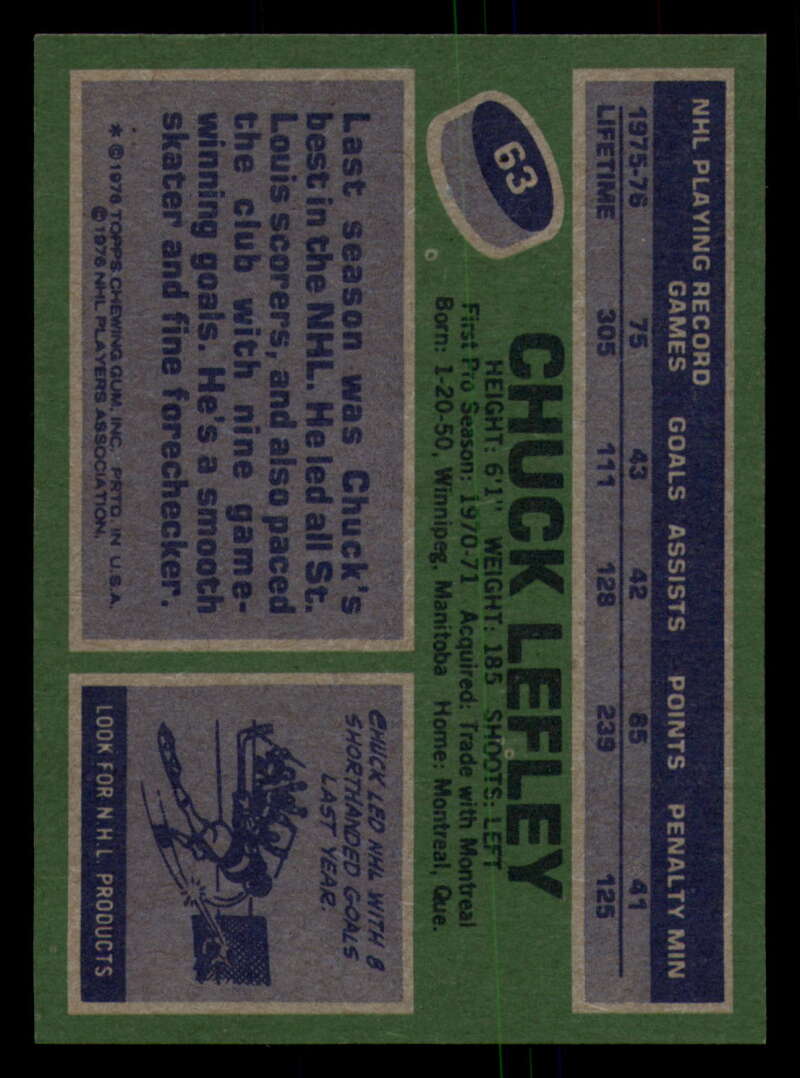 NHL PLAYING RECORD
GAMES GOALS ASSISTS POINTS PENALTY MIN
1975-76 75 43 42 85 41
LIFETIME 305 111 128 239 125
63
CHUCK LEFLEY
HEIGHT: 6'1" WEIGHT: 185 SHOOTS: LEFT
First Pro Season: 1970-71 Acquired: Trade with Montreal
Born: 1-20-50, Winnipeg, Manitoba Home: Montreal, Que.
Last season was Chuck's
best in the NHL. He led all St.
Louis scorers, and also paced
the club with nine game-
winning goals. He's a smooth
skater and fine forechecker.
* © 1976 TOPPS CHEWING GUM, INC. PRTD. IN U.S.A.
© 1976 NHL PLAYERS ASSOCIATION.
CHUCK LED NHL WITH 8
SHORTHANDED GOALS
LAST YEAR.
LOOK FOR N.H.L. PRODUCTS